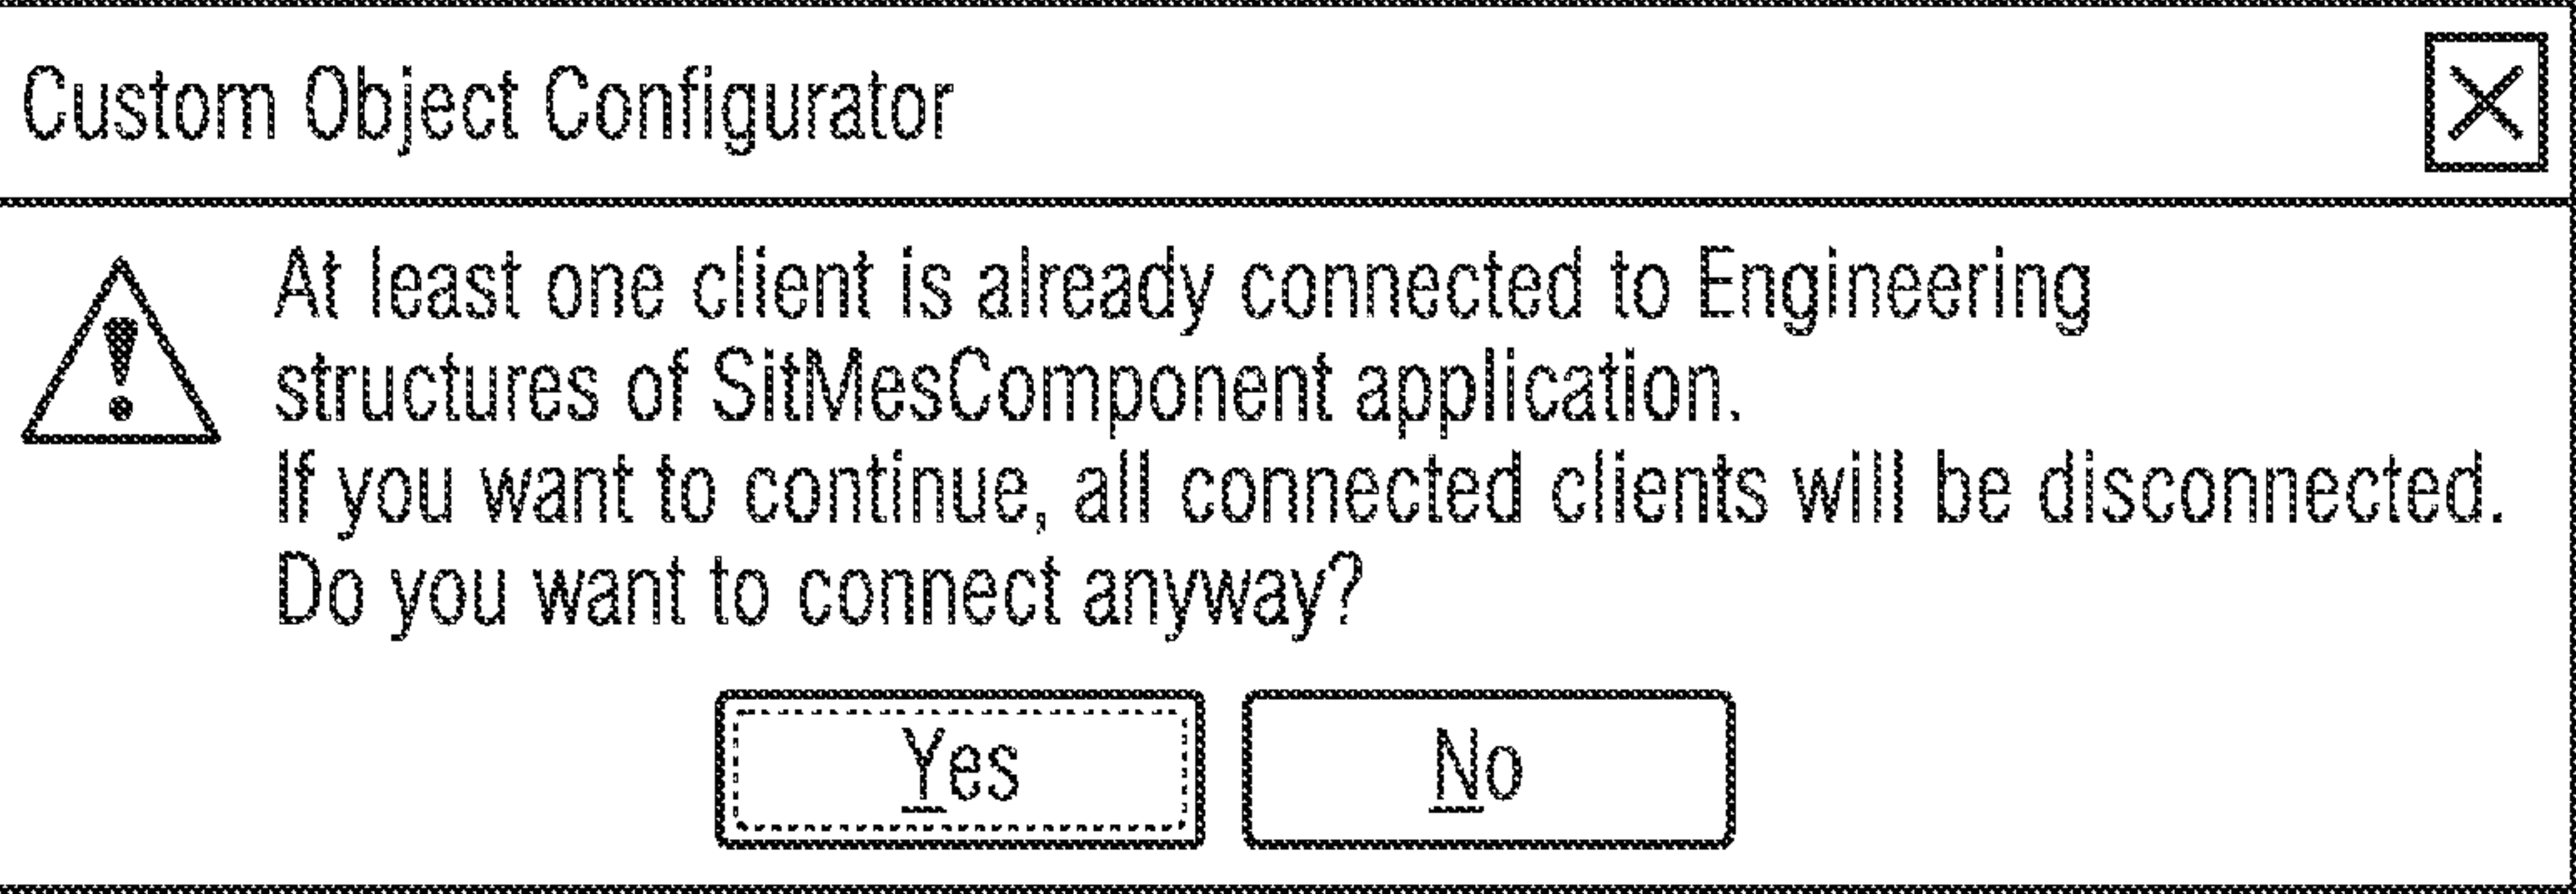 Custom Object Configurator
At least one client is already connected to Engineering
structures of SitMesComponent application.
If you want to continue, all connected clients will be disconnected.
Do you want to connect anyway?
Yes
No